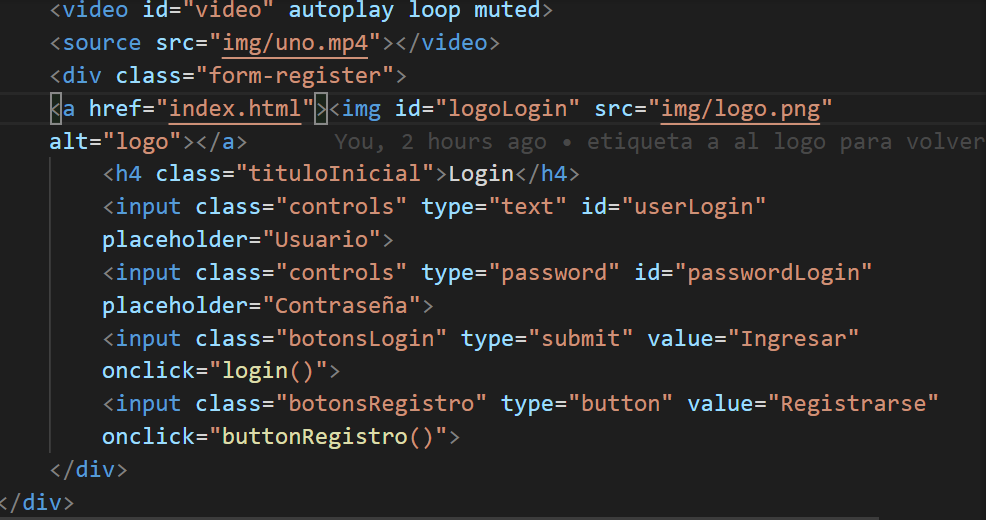 <video id="video" autoplay loop muted>
<source src="img/uno.mp4"></video>
<div class="form-register">
<a href="index.html"><img id="logoLogin" src="img/logo.png"
alt="logo"></a> You, 2 hours ago • etiqueta a al logo para volver
<h4 class="tituloInicial">Login</h4>
<input class="controls" type="text" id="userLogin"
placeholder="Usuario">
<input class="controls" type="password" id="passwordLogin"
placeholder="Contraseña">
<input class="botonsLogin" type="submit" value="Ingresar"
onclick="login()">
<input class="botonsRegistro" type="button" value="Registrarse"
onclick="buttonRegistro()">
</div>
</div>